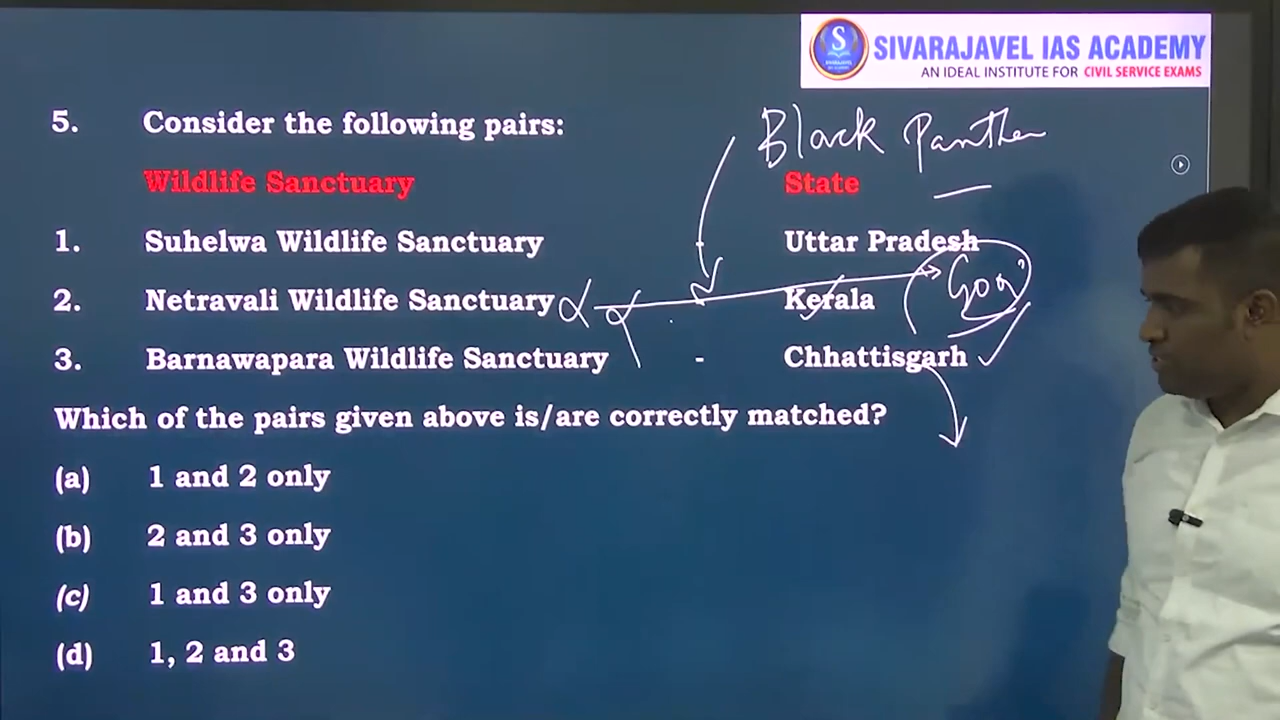 SIVARAJAVEL IAS ACADEMY
AN IDEAL INSTITUTE FOR CIVIL SERVICE EXAMS
5. Consider the following pairs:
Black Panther
Wildlife Sanctuary State
1. Suhelwa Wildlife Sanctuary - Uttar Pradesh
2. Netravali Wildlife Sanctuary Kerala Goa
3. Barnawapara Wildlife Sanctuary - Chhattisgarh
Which of the pairs given above is/are correctly matched?
(a) 1 and 2 only
(b) 2 and 3 only
(c) 1 and 3 only
(d) 1, 2 and 3